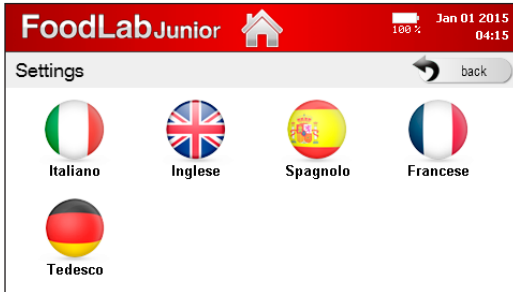 FoodLab Junior
100 %
Jan 01 2015
04:15
Settings
back
Italiano
Inglese
Spagnolo
Francese
Tedesco